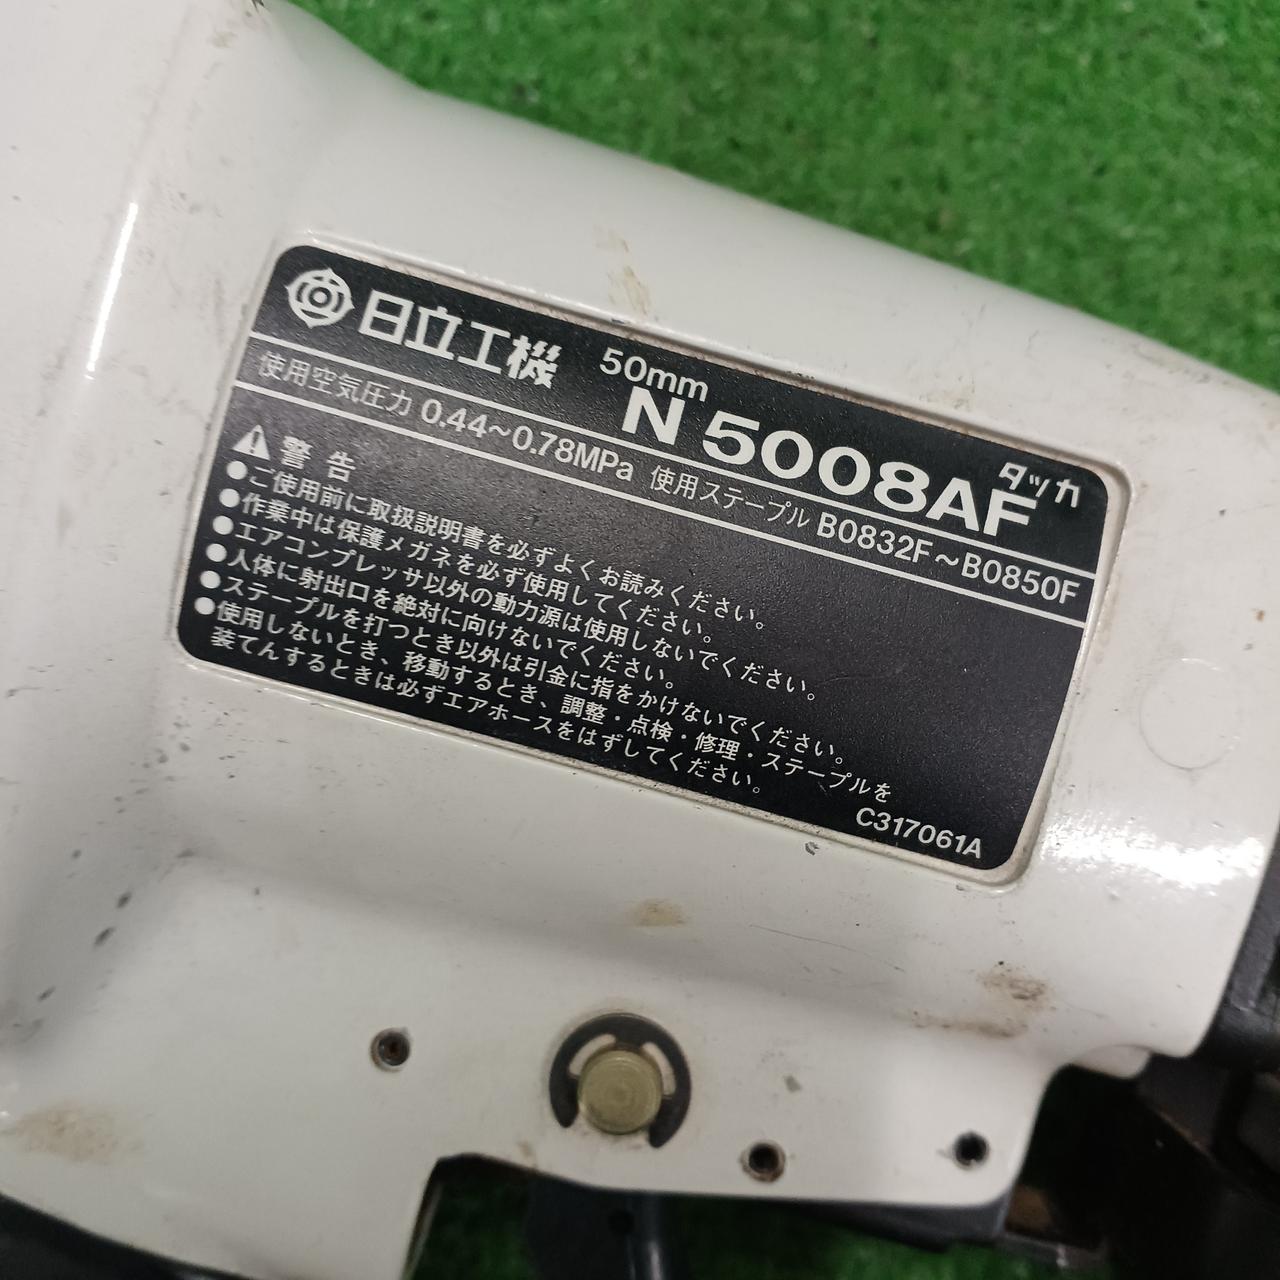 日立工機 50mm N 5008AF タッカ
使用空気圧力 0.44~0.78MPa 使用ステープル B0832F~B0850F
警告
●ご使用前に取扱説明書を必ずよくお読みください。
●作業中は保護メガネを必ず使用してください。
●エアコンプレッサ以外の動力源は使用しないでください。
●人体に射出口を絶対に向けないでください。
●ステープルを打つとき以外は引金に指をかけないでください。
●使用しないとき、移動するとき、調整・点検・修理・ステープルを
装てんするときは必ずエアホースをはずしてください。
C317061A